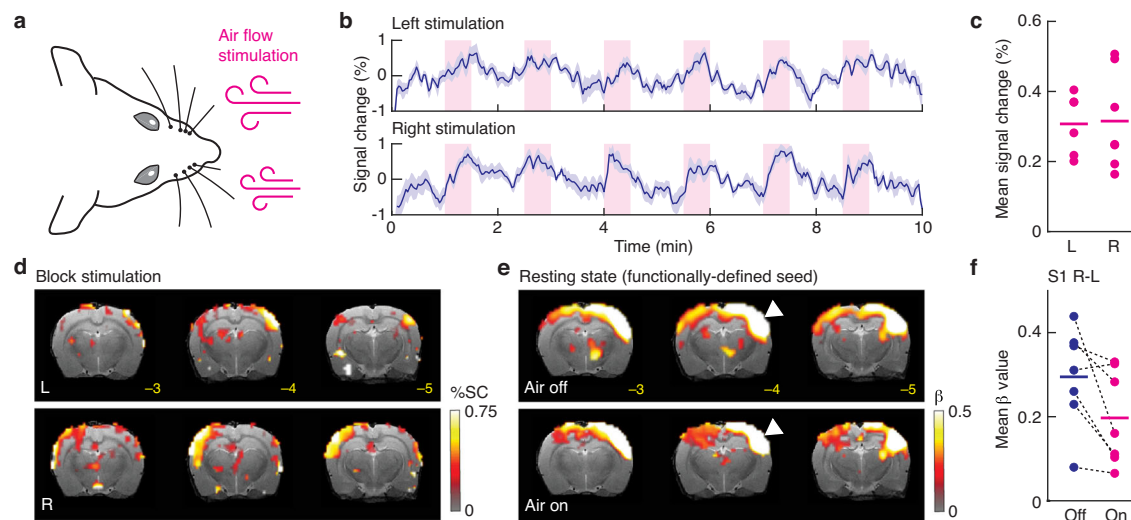 a
Air flow
stimulation
b
Left stimulation
1
0
-1
Right stimulation
1
0
-1
Signal change (%)
0
2
4
6
8
10
Time (min)
c
Mean signal change (%)
0.6
0.4
0.2
0
L
R
d
Block stimulation
L
–3
–4
–5
R
%SC
0.75
0
e
Resting state (functionally-defined seed)
Air off
–3
–4
–5
Air on
β
0.5
0
f
S1 R-L
Mean β value
0.4
0.2
0
Off
On